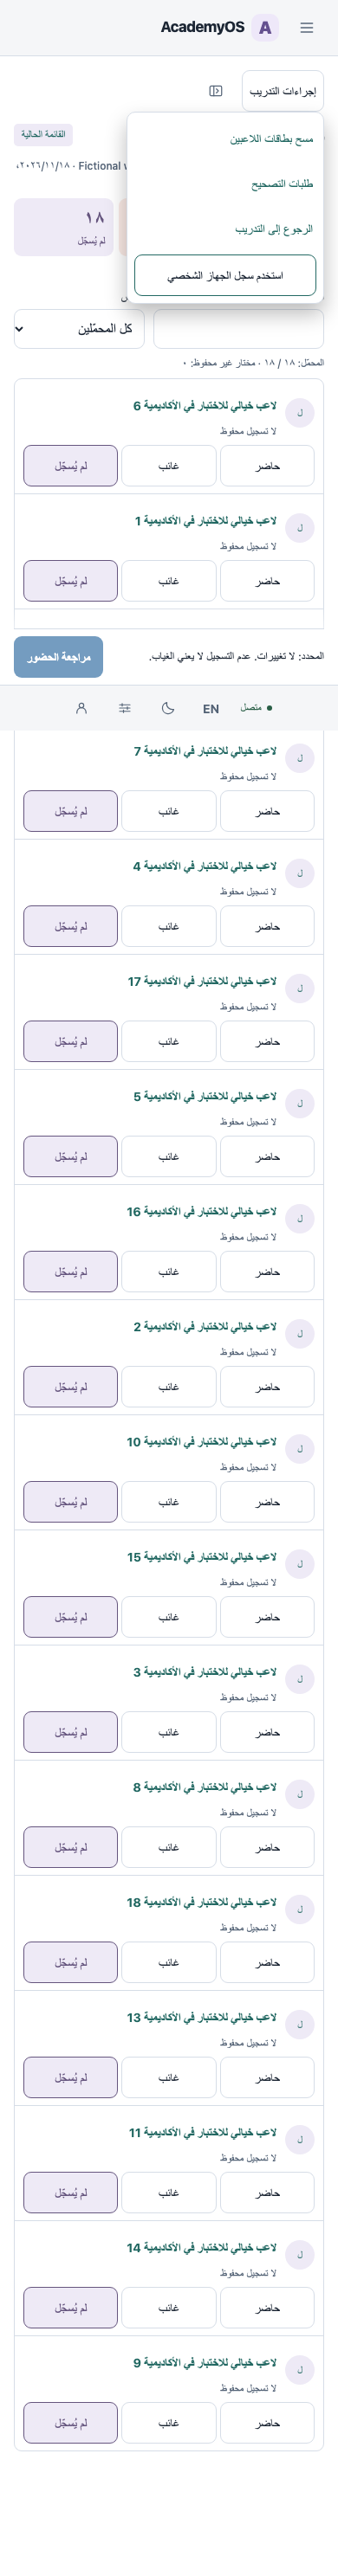 AcademyOS A
إجراءات التدريب
مسح بطاقات اللاعبين
طلبات التصحيح
الرجوع إلى التدريب
استخدم سجل الجهاز الشخصي
القائمة الحالية
٢٠٢٦/١١/١٨، · Fictional
١٨
لم يُسجّل
كل المحمّلين
المحمّل: ١٨ / ١٨ · مختار غير محفوظ: ٠
ل
لاعب خيالي للاختبار في الأكاديمية 6
لا تسجيل محفوظ
حاضر غائب لم يُسجّل
ل
لاعب خيالي للاختبار في الأكاديمية 1
لا تسجيل محفوظ
حاضر غائب لم يُسجّل
المحدد: لا تغييرات. عدم التسجيل لا يعني الغياب.
مراجعة الحضور
متصل EN
ل
لاعب خيالي للاختبار في الأكاديمية 7
لا تسجيل محفوظ
حاضر غائب لم يُسجّل
ل
لاعب خيالي للاختبار في الأكاديمية 4
لا تسجيل محفوظ
حاضر غائب لم يُسجّل
ل
لاعب خيالي للاختبار في الأكاديمية 17
لا تسجيل محفوظ
حاضر غائب لم يُسجّل
ل
لاعب خيالي للاختبار في الأكاديمية 5
لا تسجيل محفوظ
حاضر غائب لم يُسجّل
ل
لاعب خيالي للاختبار في الأكاديمية 16
لا تسجيل محفوظ
حاضر غائب لم يُسجّل
ل
لاعب خيالي للاختبار في الأكاديمية 2
لا تسجيل محفوظ
حاضر غائب لم يُسجّل
ل
لاعب خيالي للاختبار في الأكاديمية 10
لا تسجيل محفوظ
حاضر غائب لم يُسجّل
ل
لاعب خيالي للاختبار في الأكاديمية 15
لا تسجيل محفوظ
حاضر غائب لم يُسجّل
ل
لاعب خيالي للاختبار في الأكاديمية 3
لا تسجيل محفوظ
حاضر غائب لم يُسجّل
ل
لاعب خيالي للاختبار في الأكاديمية 8
لا تسجيل محفوظ
حاضر غائب لم يُسجّل
ل
لاعب خيالي للاختبار في الأكاديمية 18
لا تسجيل محفوظ
حاضر غائب لم يُسجّل
ل
لاعب خيالي للاختبار في الأكاديمية 13
لا تسجيل محفوظ
حاضر غائب لم يُسجّل
ل
لاعب خيالي للاختبار في الأكاديمية 11
لا تسجيل محفوظ
حاضر غائب لم يُسجّل
ل
لاعب خيالي للاختبار في الأكاديمية 14
لا تسجيل محفوظ
حاضر غائب لم يُسجّل
ل
لاعب خيالي للاختبار في الأكاديمية 9
لا تسجيل محفوظ
حاضر غائب لم يُسجّل